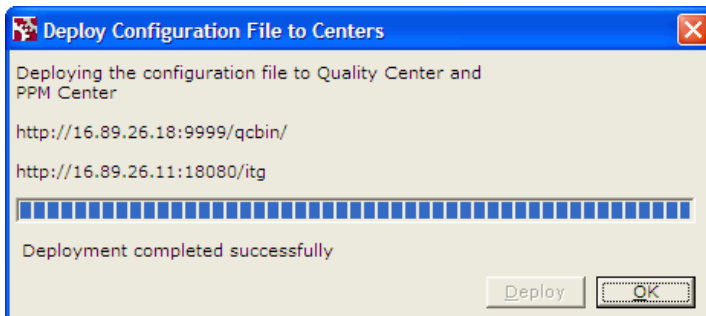 Deploy Configuration File to Centers
Deploying the configuration file to Quality Center and
PPM Center
http://16.89.26.18:9999/qcbin/
http://16.89.26.11:18080/itg
Deployment completed successfully
Deploy
OK